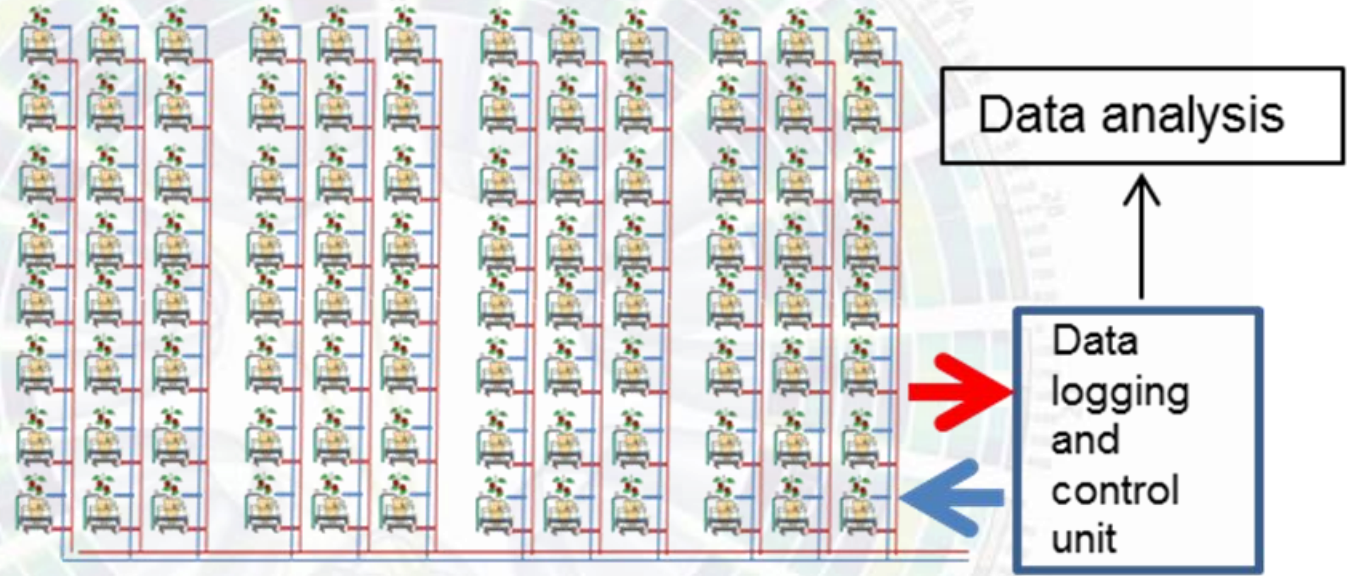 Data analysis
Data
logging
and
control
unit